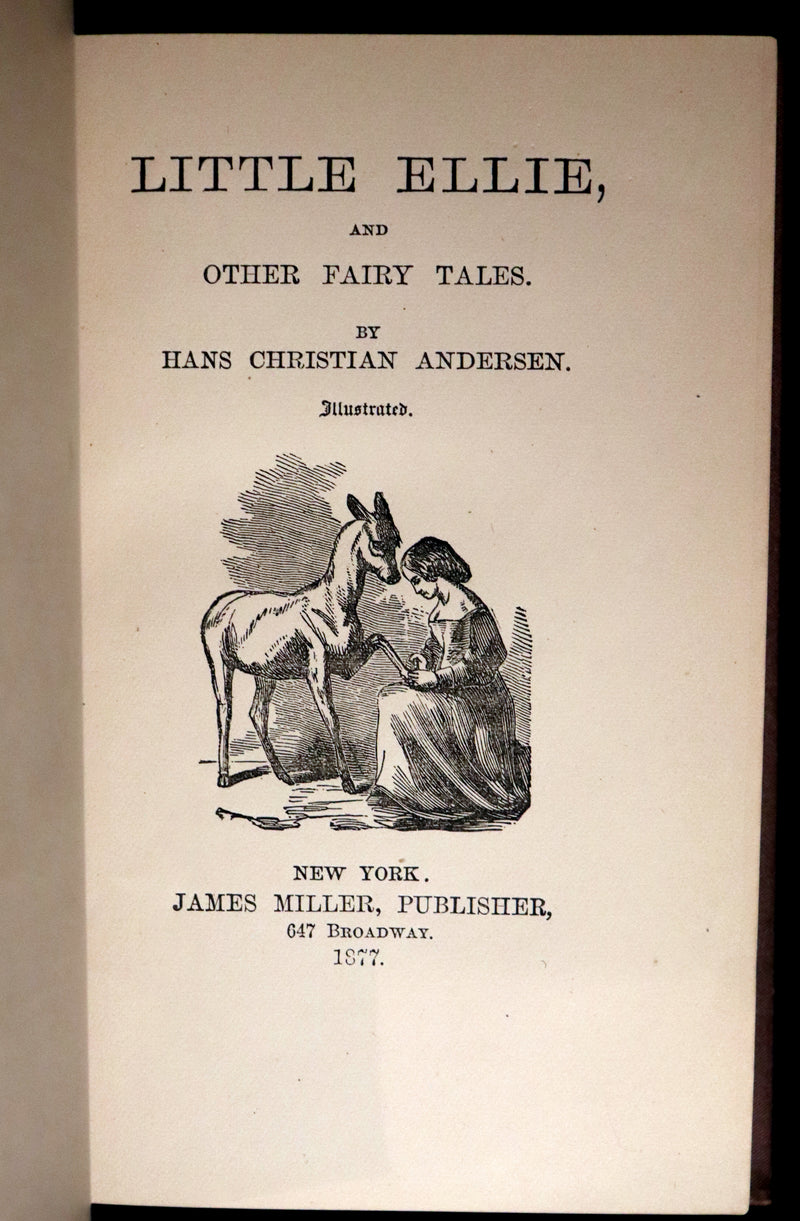 LITTLE ELLIE,
AND
OTHER FAIRY TALES.
BY
HANS CHRISTIAN ANDERSEN.
Illustrated.
NEW YORK.
JAMES MILLER, PUBLISHER,
647 BROADWAY.
1877.